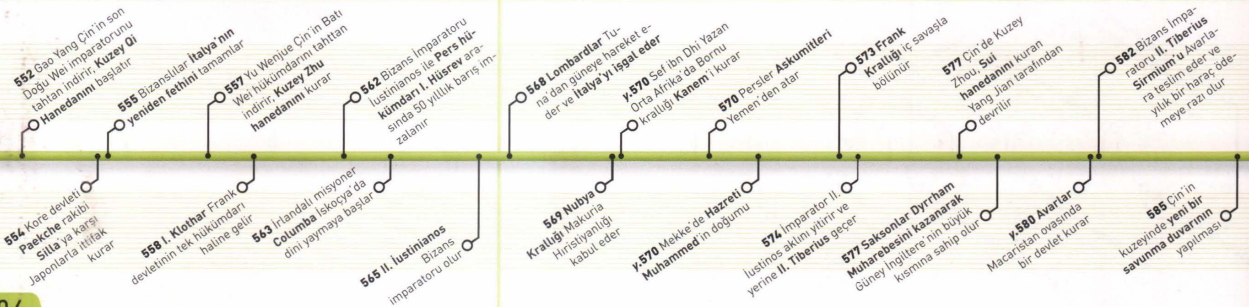 552 Gao Yang Çin'in son
Doğu Wei imparatorunu
tahtan indirir, Kuzey Qi
Hanedanını başlatır
555 Bizanslılar İtalya'nın
yeniden fethini tamamlar
557 Yu Wenjue Çin'in Batı
Wei hükümdarını tahttan
indirir, Kuzey Zhu
hanedanını kurar
562 Bizans İmparatoru
Iustinianos ile Pers hü-
kümdarı I. Hüsrev ara-
sında 50 yıllılk barış im-
zalanır
568 Lombardlar Tu-
na'dan güneye hareket e-
der ve İtalya'yı işgal eder
y.570 Sef ibn Dhi Yazan
Orta Afrika'da Bornu
krallığı Kanem'i kurar
570 Persler Askumitleri
Yemen'den atar
573 Frank
Krallığı iç savaşla
bölünür
577 Çin'de Kuzey
Zhou, Sui
hanedanını kuran
Yang Jian tarafından
devrilir
582 Bizans İmpa-
ratoru II. Tiberius
Sirmium'u Avarla-
ra teslim eder ve
yıllık bir haraç öde-
meye razı olur
554 Kore devleti
Paekche rakibi
Silla'ya karşı
Japonlarla ittifak
kurar
558 I. Klothar Frank
devletinin tek hükümdarı
haline gelir
563 İrlandalı misyoner
Columba İskoçya'da
dini yaymaya başlar
565 II. Iustinianos
Bizans
imparatoru olur
569 Nubya
Krallığı Makuria
Hıristiyanlığı
kabul eder
y.570 Mekke'de Hazreti
Muhammed'in doğumu
574 İmparator II.
Iustinos aklını yitirir ve
yerine II. Tiberius geçer
577 Saksonlar Dyrrham
Muharebesini kazanarak
Güney İngiltere'nin büyük
kısmına sahip olur
y.580 Avarlar
Macaristan ovasında
bir devlet kurar
585 Çin'in
kuzeyinde yeni bir
savunma duvarının
yapılması